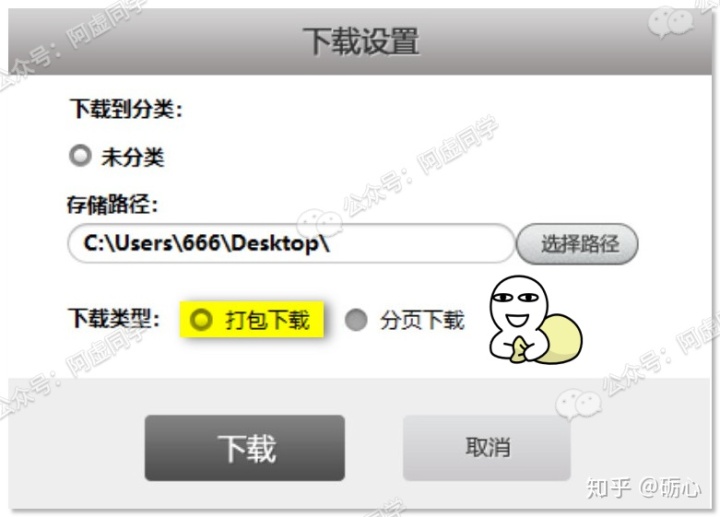 下载设置
下载到分类：
未分类
存储路径：
C:\Users\666\Desktop\ 选择路径
下载类型： 打包下载 分页下载
下载 取消
公众号：阿虚同学
公众号：阿虚同学
公众号：阿虚同学
公众号：阿虚同学
知乎 @砺心